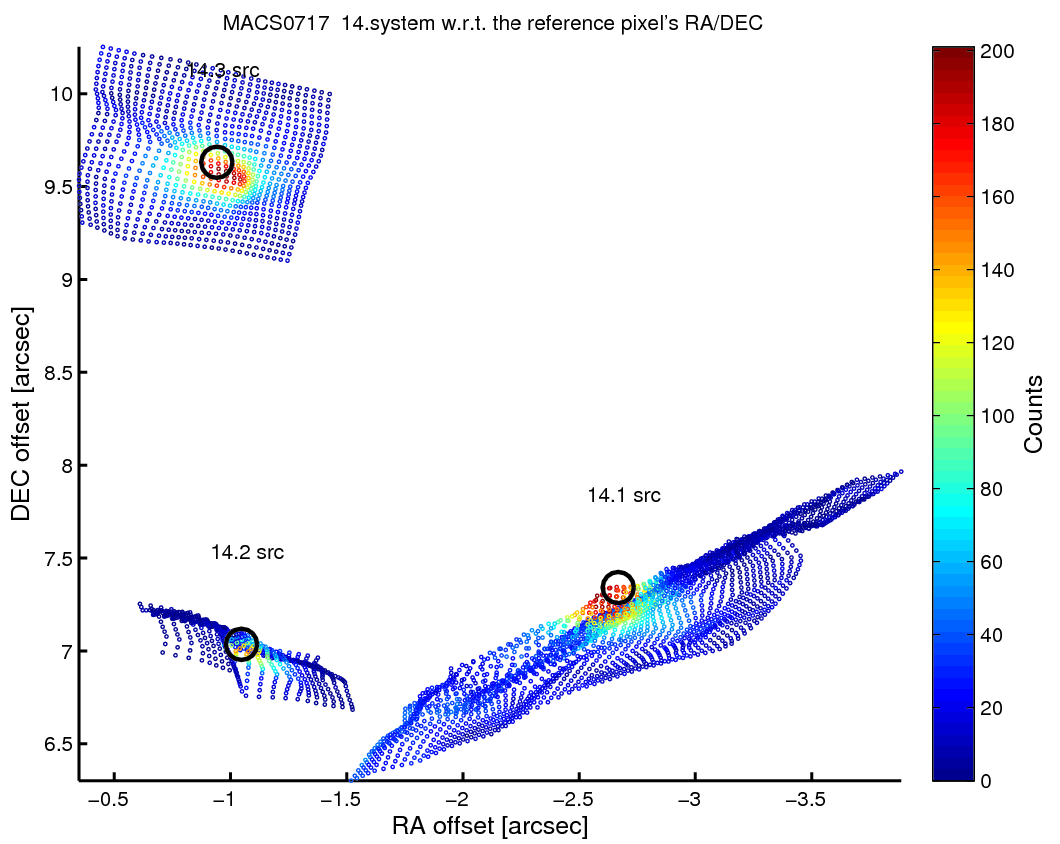 MACS0717 14.system w.r.t. the reference pixel's RA/DEC
14.3 src
14.1 src
14.2 src
10
9.5
9
8.5
8
7.5
7
6.5
DEC offset [arcsec]
−0.5 −1 −1.5 −2 −2.5 −3 −3.5
RA offset [arcsec]
200
180
160
140
120
100
80
60
40
20
0
Counts